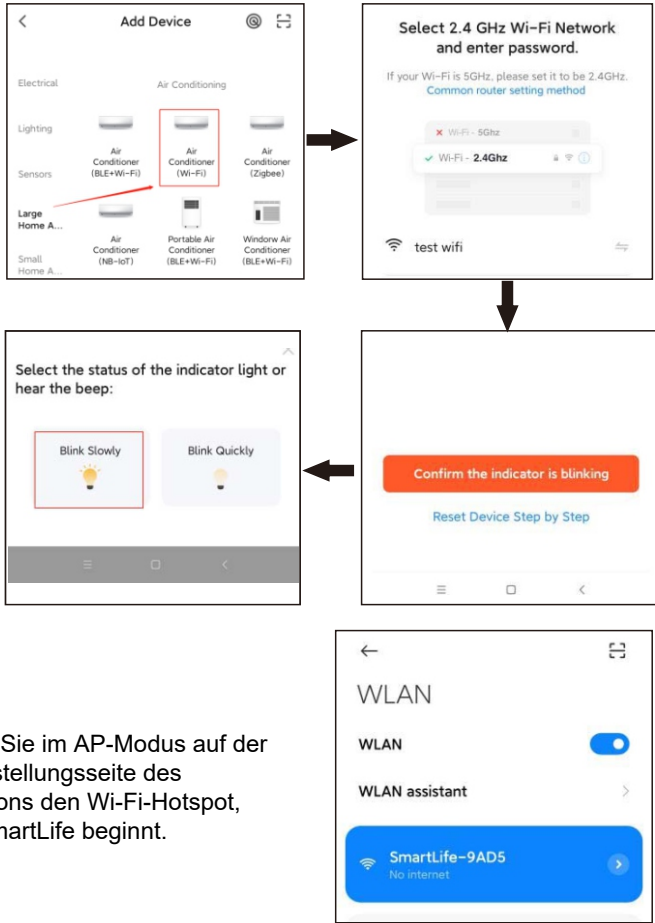 Add Device
Electrical
Air Conditioning
Lighting
Sensors
Large
Home A...
Small
Home A...
Air
Conditioner
(BLE+Wi-Fi)
Air
Conditioner
(Wi-Fi)
Air
Conditioner
(Zigbee)
Air
Conditioner
(NB-IoT)
Portable Air
Conditioner
(BLE+Wi-Fi)
Windorw Air
Conditioner
(BLE+Wi-Fi)
Select 2.4 GHz Wi-Fi Network
and enter password.
If your Wi-Fi is 5GHz, please set it to be 2.4GHz.
Common router setting method
Wi-Fi - 5Ghz
Wi-Fi - 2.4Ghz
test wifi
Confirm the indicator is blinking
Reset Device Step by Step
Select the status of the indicator light or
hear the beep:
Blink Slowly
Blink Quickly
Sie im AP-Modus auf der
stellungsseite des
ons den Wi-Fi-Hotspot,
martLife beginnt.
WLAN
WLAN
WLAN assistant
SmartLife-9AD5
No internet